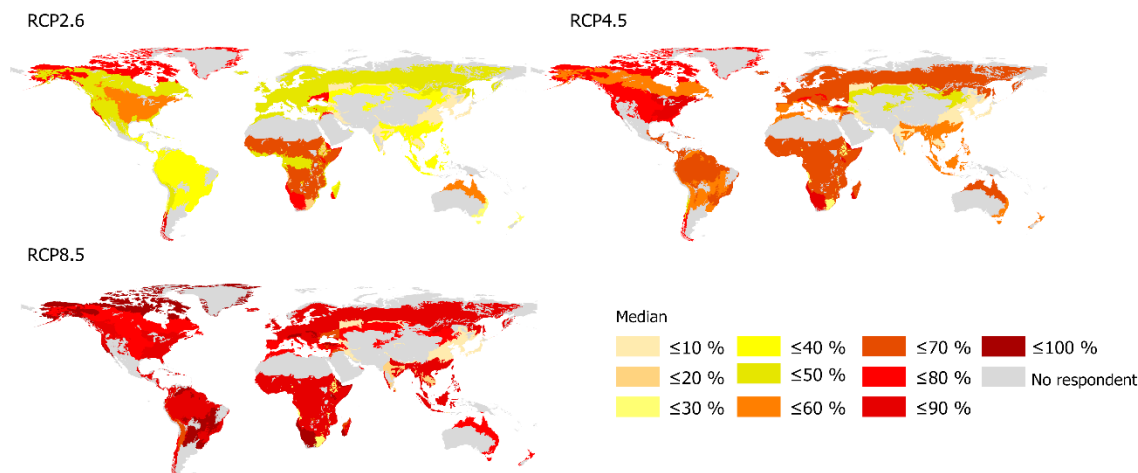 RCP2.6
RCP4.5
RCP8.5
Median
≤10 % ≤40 % ≤70 % ≤100 %
≤20 % ≤50 % ≤80 % No respondent
≤30 % ≤60 % ≤90 %